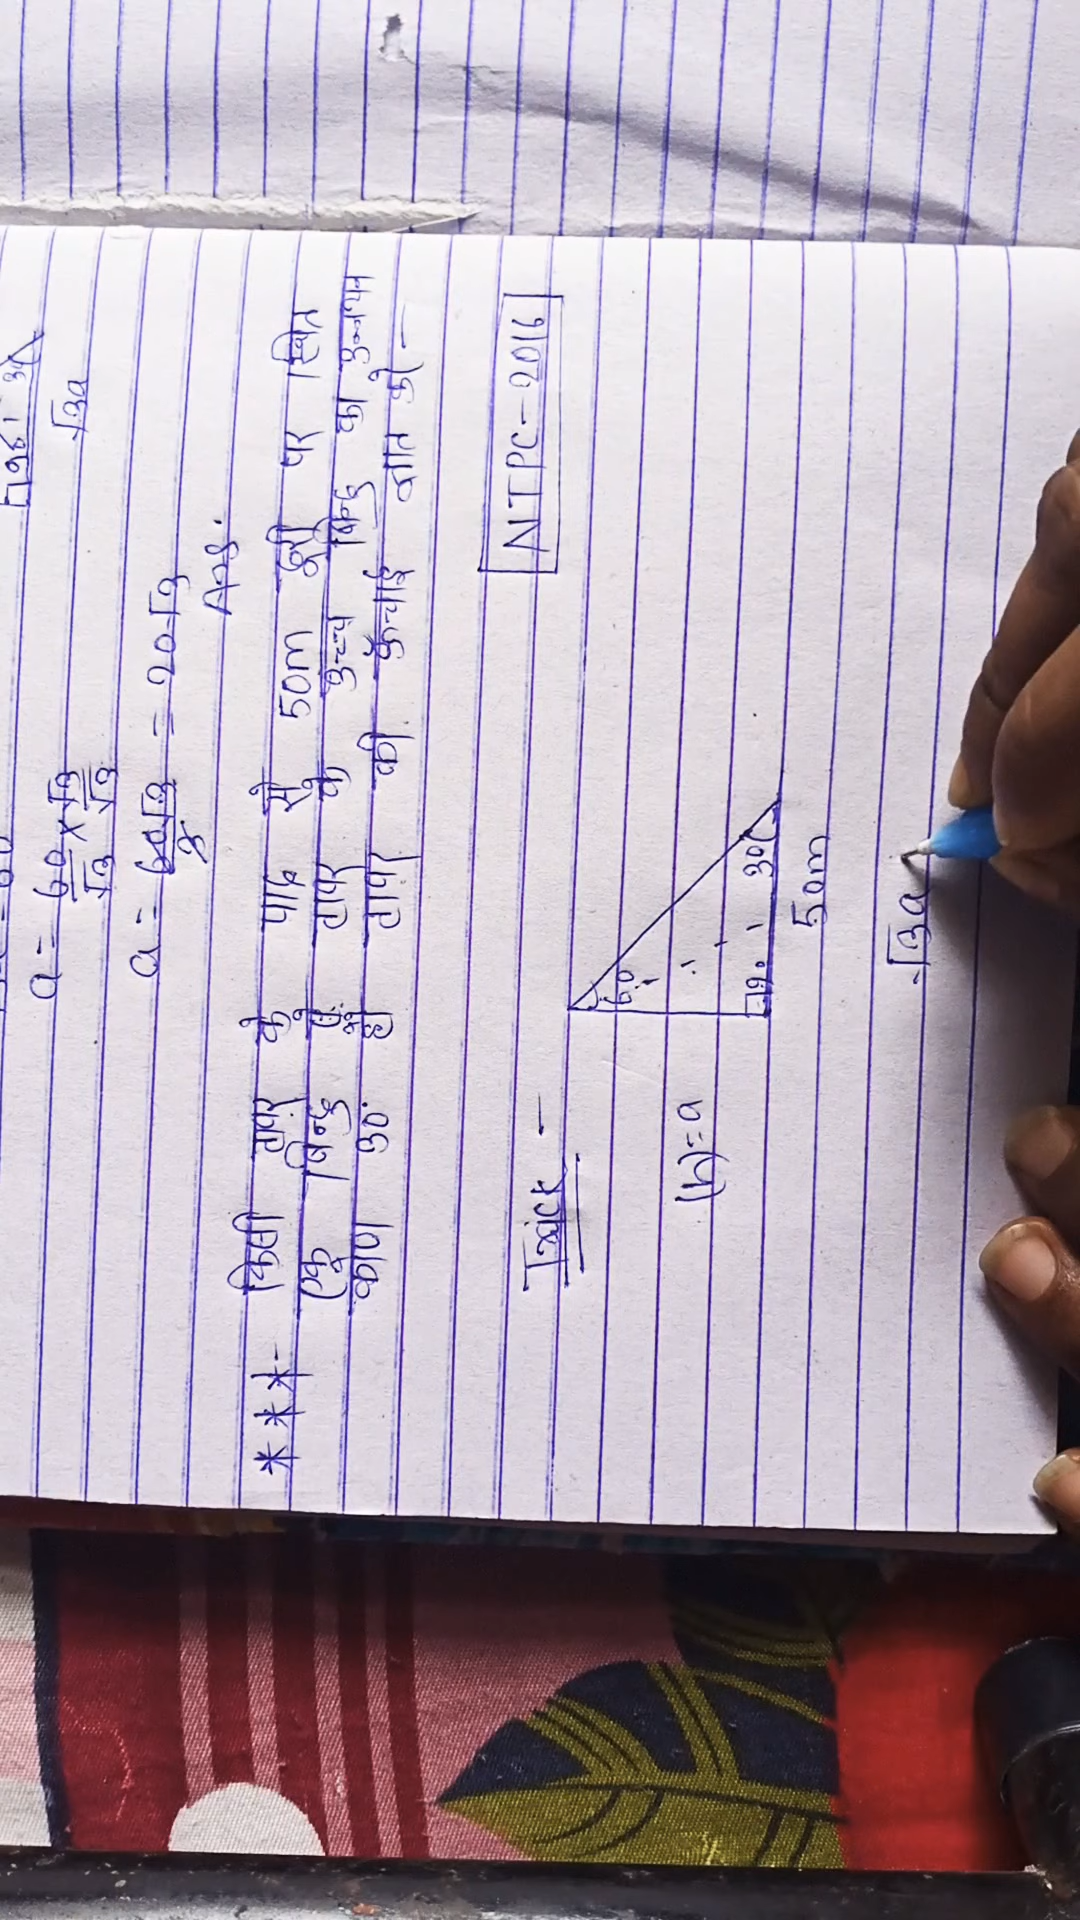 a = 60/√3 × √3/√3
√3a
a = 60√3/3 = 20√3
Ans.
*** - किसी टावर के पाद से 50m दूरी पर स्थित
एक बिन्दु से टावर के उच्च बिन्दु का उन्नयन
कोण 30° है टावर की ऊँचाई ज्ञात करे -
NTPC-2016
Trick -
60
(h)=a
90° 30
50m
√3a